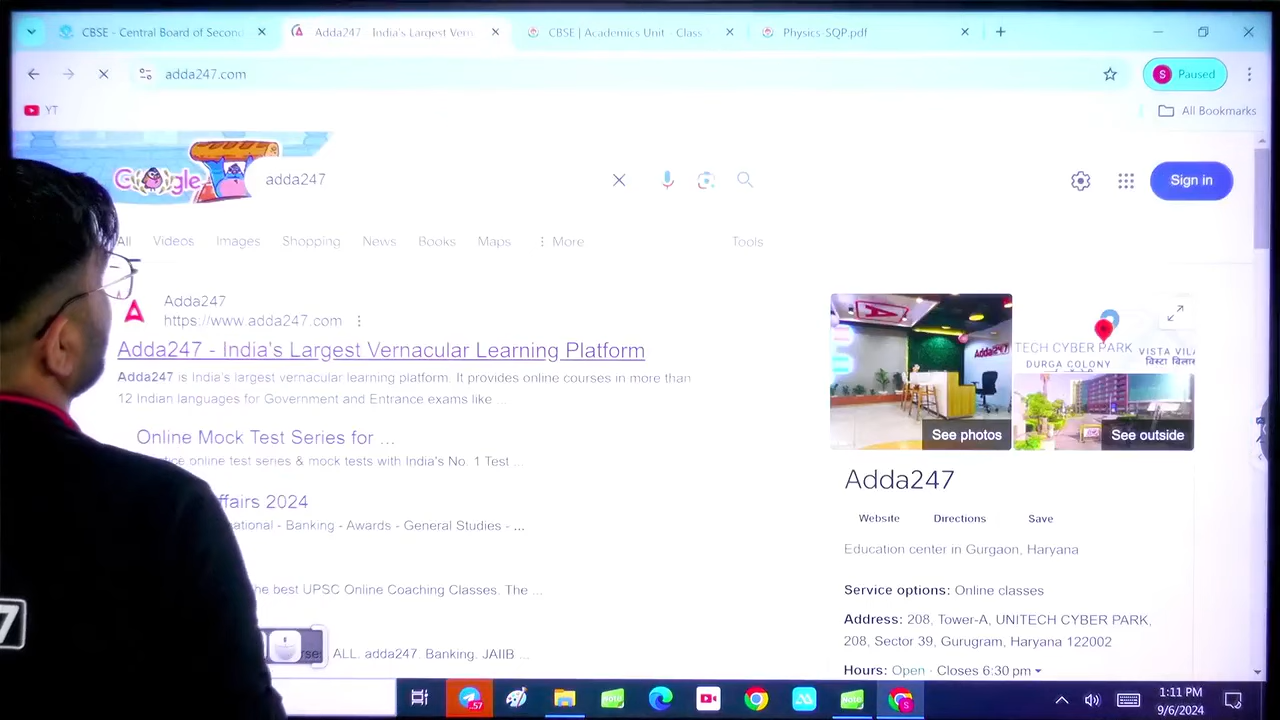 CBSE - Central Board of Second
Adda247 India's Largest Vern
CBSE | Academics Unit - Class
Physics-SQP.pdf
adda247.com
S Paused
YT
All Bookmarks
Google
adda247
Sign in
All Videos Images Shopping News Books Maps More
Tools
Adda247
https://www.adda247.com
Adda247 - India's Largest Vernacular Learning Platform
Adda247 is India's largest vernacular learning platform. It provides online courses in more than
12 Indian languages for Government and Entrance exams like ...
Online Mock Test Series for ...
online test series & mock tests with India's No. 1 Test ...
2024
- Banking - Awards - General Studies - ...
best UPSC Online Coaching Classes. The ...
ALL. adda247. Banking. JAIIB ...
Adda247
See photos
TECH CYBER PARK
DURGA COLONY
VISTA VILA
विस्टा विलास
See outside
Adda247
Website Directions Save
Education center in Gurgaon, Haryana
Service options: Online classes
Address: 208, Tower-A, UNITECH CYBER PARK,
208, Sector 39, Gurugram, Haryana 122002
Hours: Open · Closes 6:30 pm
7
57
NOTE
NOTE
S
1:11 PM
9/6/2024